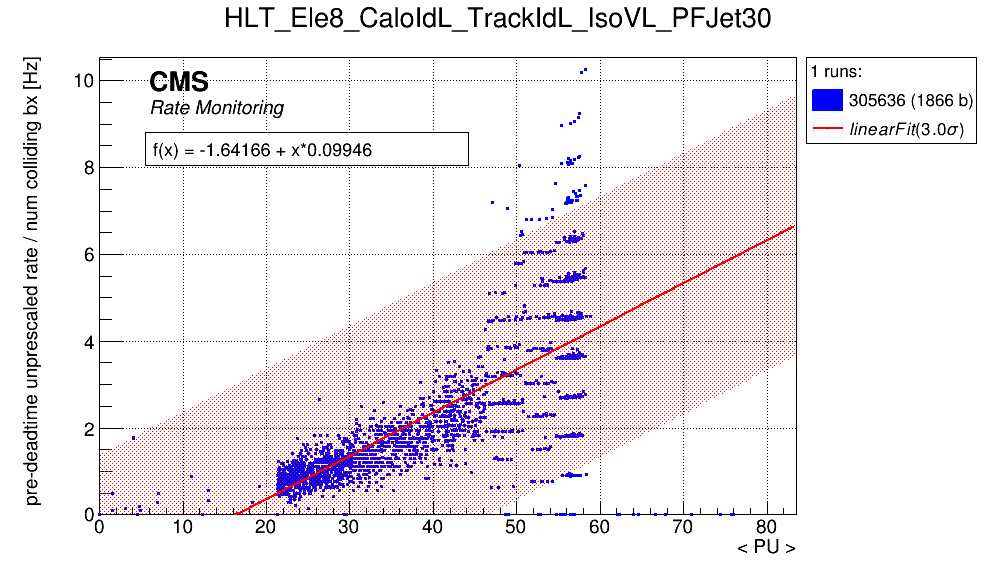 HLT_Ele8_CaloIdL_TrackIdL_IsoVL_PFJet30
pre-deadtime unprescaled rate / num colliding bx [Hz]
CMS
Rate Monitoring
f(x) = -1.64166 + x*0.09946
1 runs:
305636 (1866 b)
linearFit(3.0σ)
10
8
6
4
2
0
0 10 20 30 40 50 60 70 80
< PU >